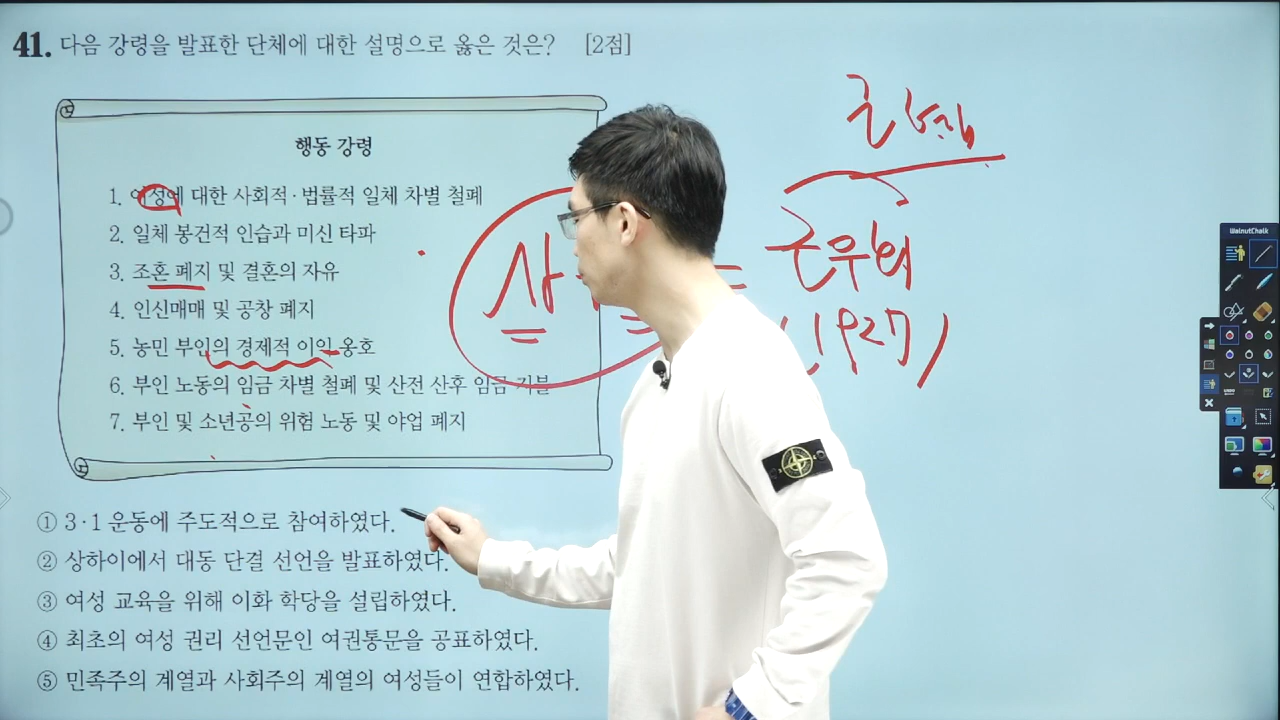 41. 다음 강령을 발표한 단체에 대한 설명으로 옳은 것은? [2점]
행동 강령
1. 여성에 대한 사회적·법률적 일체 차별 철폐
2. 일체 봉건적 인습과 미신 타파
3. 조혼 폐지 및 결혼의 자유
4. 인신매매 및 공창 폐지
5. 농민 부인의 경제적 이익 옹호
6. 부인 노동의 임금 차별 철폐 및 산전 산후 임금 지불
7. 부인 및 소년공의 위험 노동 및 야업 폐지
① 3·1 운동에 주도적으로 참여하였다.
② 상하이에서 대동 단결 선언을 발표하였다.
③ 여성 교육을 위해 이화 학당을 설립하였다.
④ 최초의 여성 권리 선언문인 여권통문을 공표하였다.
⑤ 민족주의 계열과 사회주의 계열의 여성들이 연합하였다.
근우회
(1927)
WalnutChalk